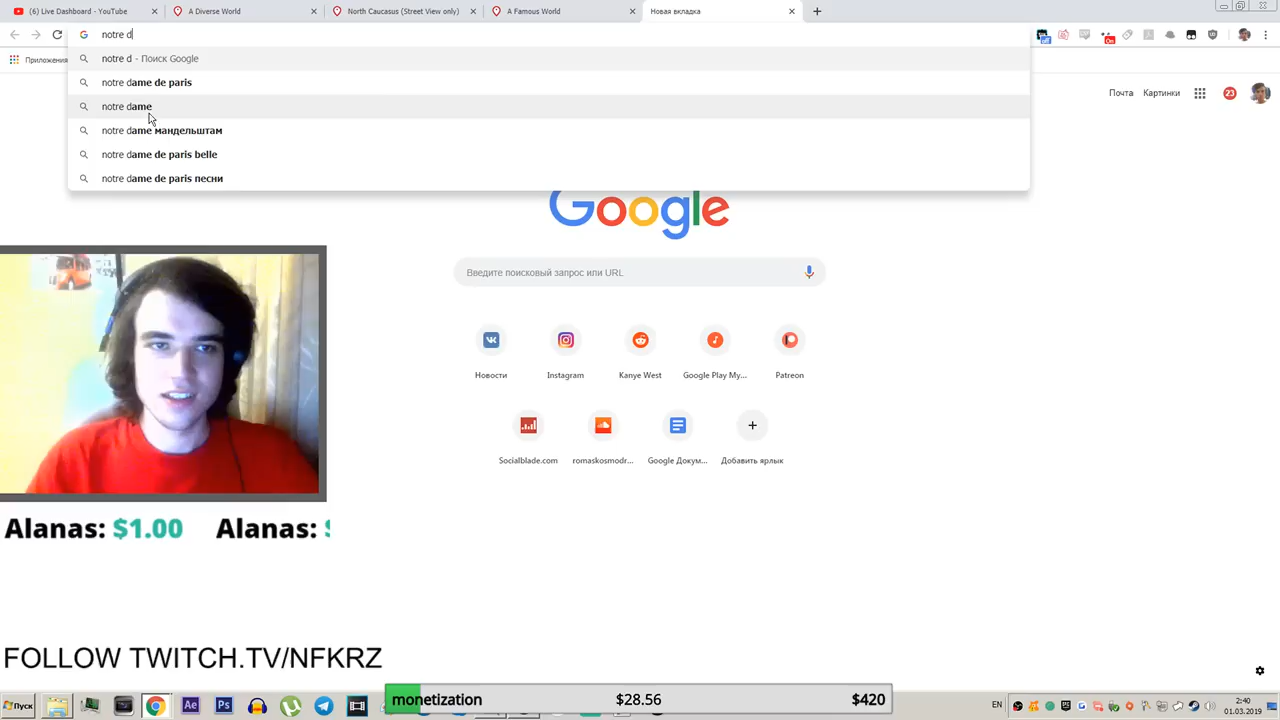 (6) Live Dashboard - YouTube
A Diverse World
North Caucasus (Street View only)
A Famous World
Новая вкладка
notre d
Приложения
notre d - Поиск Google
notre dame de paris
notre dame
notre dame мандельштам
notre dame de paris belle
notre dame de paris песни
Почта
Картинки
23
Google
Введите поисковый запрос или URL
Новости
Instagram
Kanye West
Google Play My...
Patreon
Socialblade.com
romaskosmodr...
Google Докум...
Добавить ярлык
Alanas: $1.00 Alanas: $
FOLLOW TWITCH.TV/NFKRZ
Пуск
Ae
Ps
monetization $28.56 $420
EN
2:40
01.03.2019